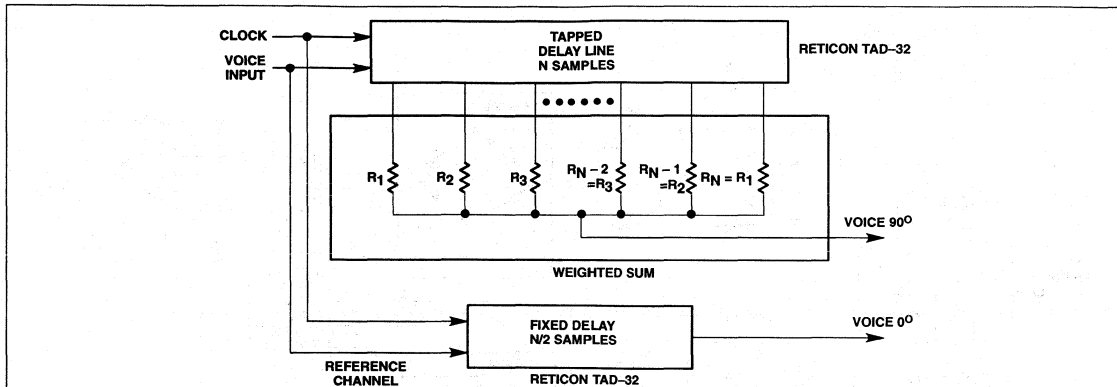 CLOCK
VOICE
INPUT
TAPPED
DELAY LINE
N SAMPLES
RETICON TAD–32
R1
R2
R3
RN – 2
=R3
RN – 1
=R2
RN = R1
VOICE 90O
WEIGHTED SUM
FIXED DELAY
N/2 SAMPLES
VOICE 0O
REFERENCE
CHANNEL
RETICON TAD–32